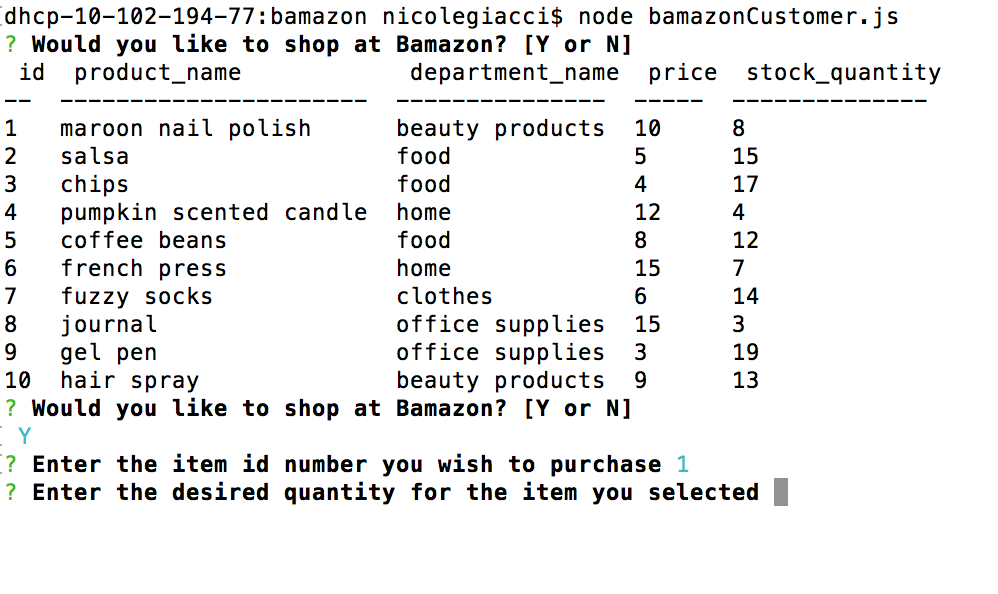 dhcp-10-102-194-77:bamazon nicolegiacci$ node bamazonCustomer.js
? Would you like to shop at Bamazon? [Y or N]
id  product_name            department_name  price  stock_quantity
--  ----------------------  ---------------  -----  --------------
1   maroon nail polish      beauty products  10     8
2   salsa                   food             5      15
3   chips                   food             4      17
4   pumpkin scented candle  home             12     4
5   coffee beans            food             8      12
6   french press            home             15     7
7   fuzzy socks             clothes          6      14
8   journal                 office supplies  15     3
9   gel pen                 office supplies  3      19
10  hair spray              beauty products  9      13
? Would you like to shop at Bamazon? [Y or N]
Y
? Enter the item id number you wish to purchase 1
? Enter the desired quantity for the item you selected